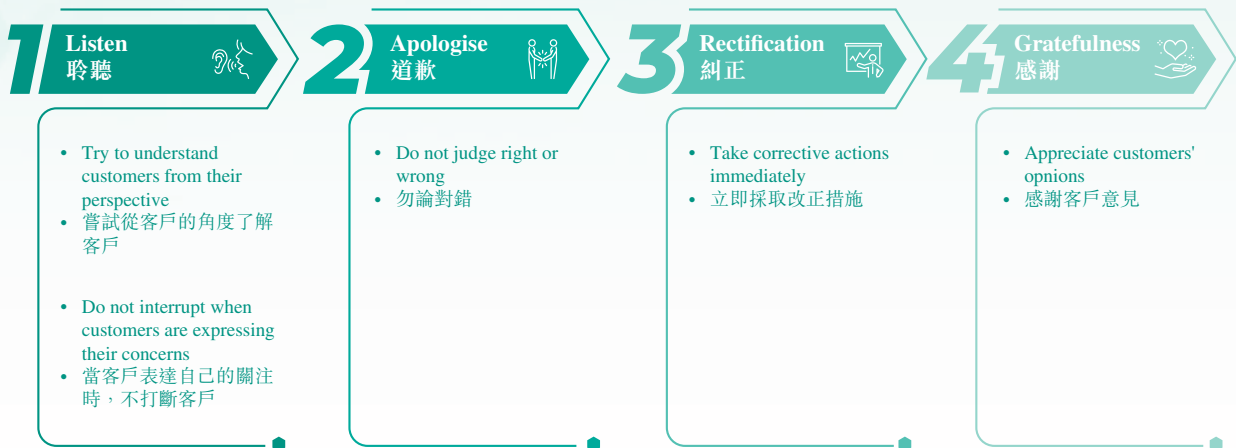 1
Listen
聆聽
• Try to understand
customers from their
perspective
• 嘗試從客戶的角度了解
客戶
• Do not interrupt when
customers are expressing
their concerns
• 當客戶表達自己的關注
時，不打斷客戶
2
Apologise
道歉
• Do not judge right or
wrong
• 勿論對錯
3
Rectification
糾正
• Take corrective actions
immediately
• 立即採取改正措施
4
Gratefulness
感謝
• Appreciate customers'
opnions
• 感謝客戶意見